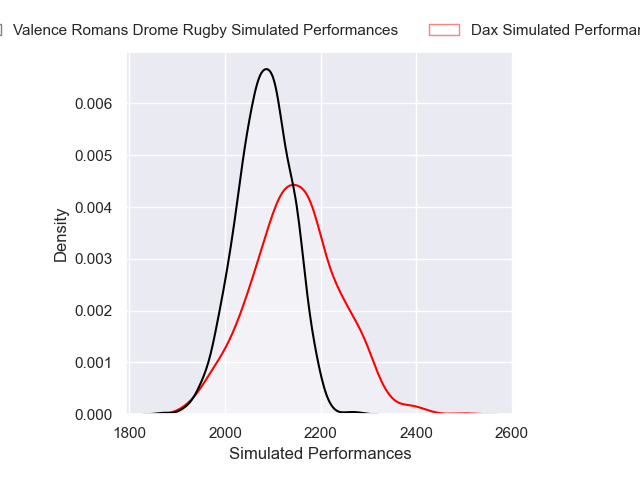 Valence Romans Drome Rugby Simulated Performances Dax Simulated
0.006
0.005
0.004
0.003
0.002
0.001
0.000
Density
1800 2000 2200 2400 2600
Simulated Performances